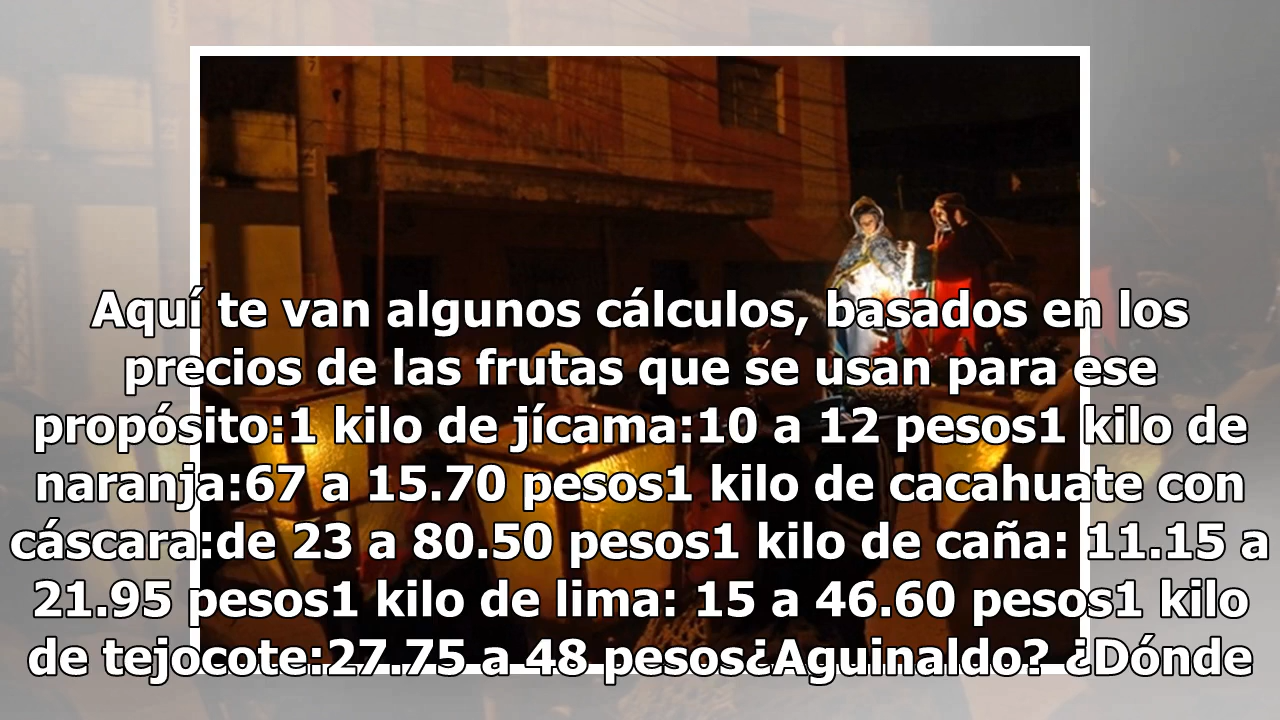 Aquí te van algunos cálculos, basados en los
precios de las frutas que se usan para ese
propósito:1 kilo de jícama:10 a 12 pesos1 kilo de
naranja:67 a 15.70 pesos1 kilo de cacahuate con
cáscara:de 23 a 80.50 pesos1 kilo de caña: 11.15 a
21.95 pesos1 kilo de lima: 15 a 46.60 pesos1 kilo
de tejocote:27.75 a 48 pesos¿Aguinaldo? ¿Dónde